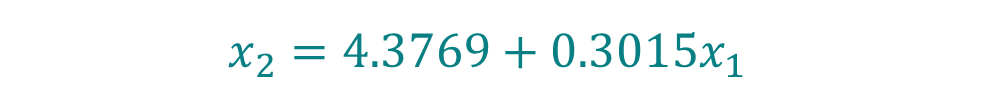 x₂ = 4.3769 + 0.3015x₁